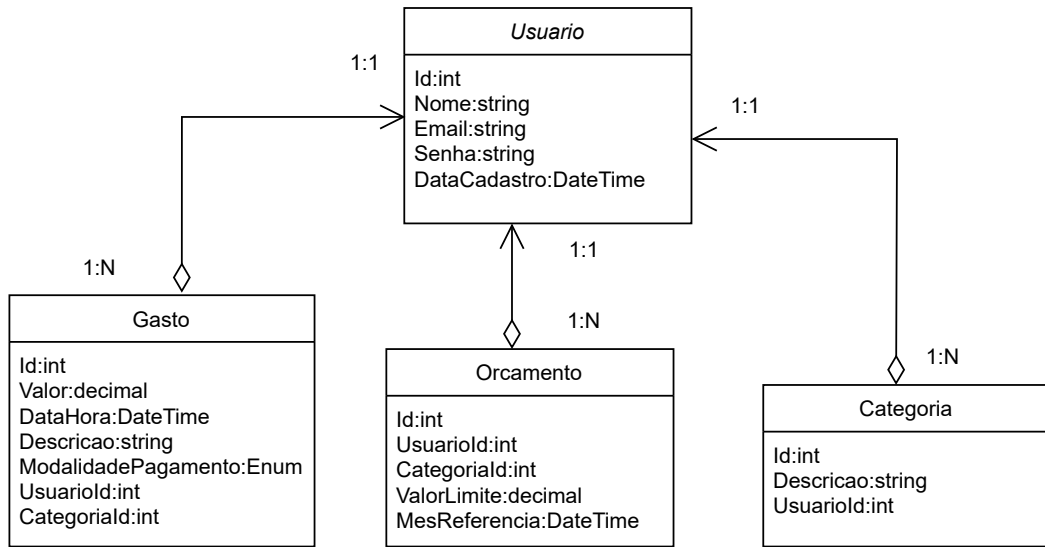 Usuario
1:1
Id:int
Nome:string
Email:string
Senha:string
DataCadastro:DateTime
1:1
1:1
1:N
Gasto
Id:int
Valor:decimal
DataHora:DateTime
Descricao:string
ModalidadePagamento:Enum
UsuarioId:int
CategoriaId:int
1:N
Orcamento
Id:int
UsuarioId:int
CategoriaId:int
ValorLimite:decimal
MesReferencia:DateTime
1:N
Categoria
Id:int
Descricao:string
UsuarioId:int